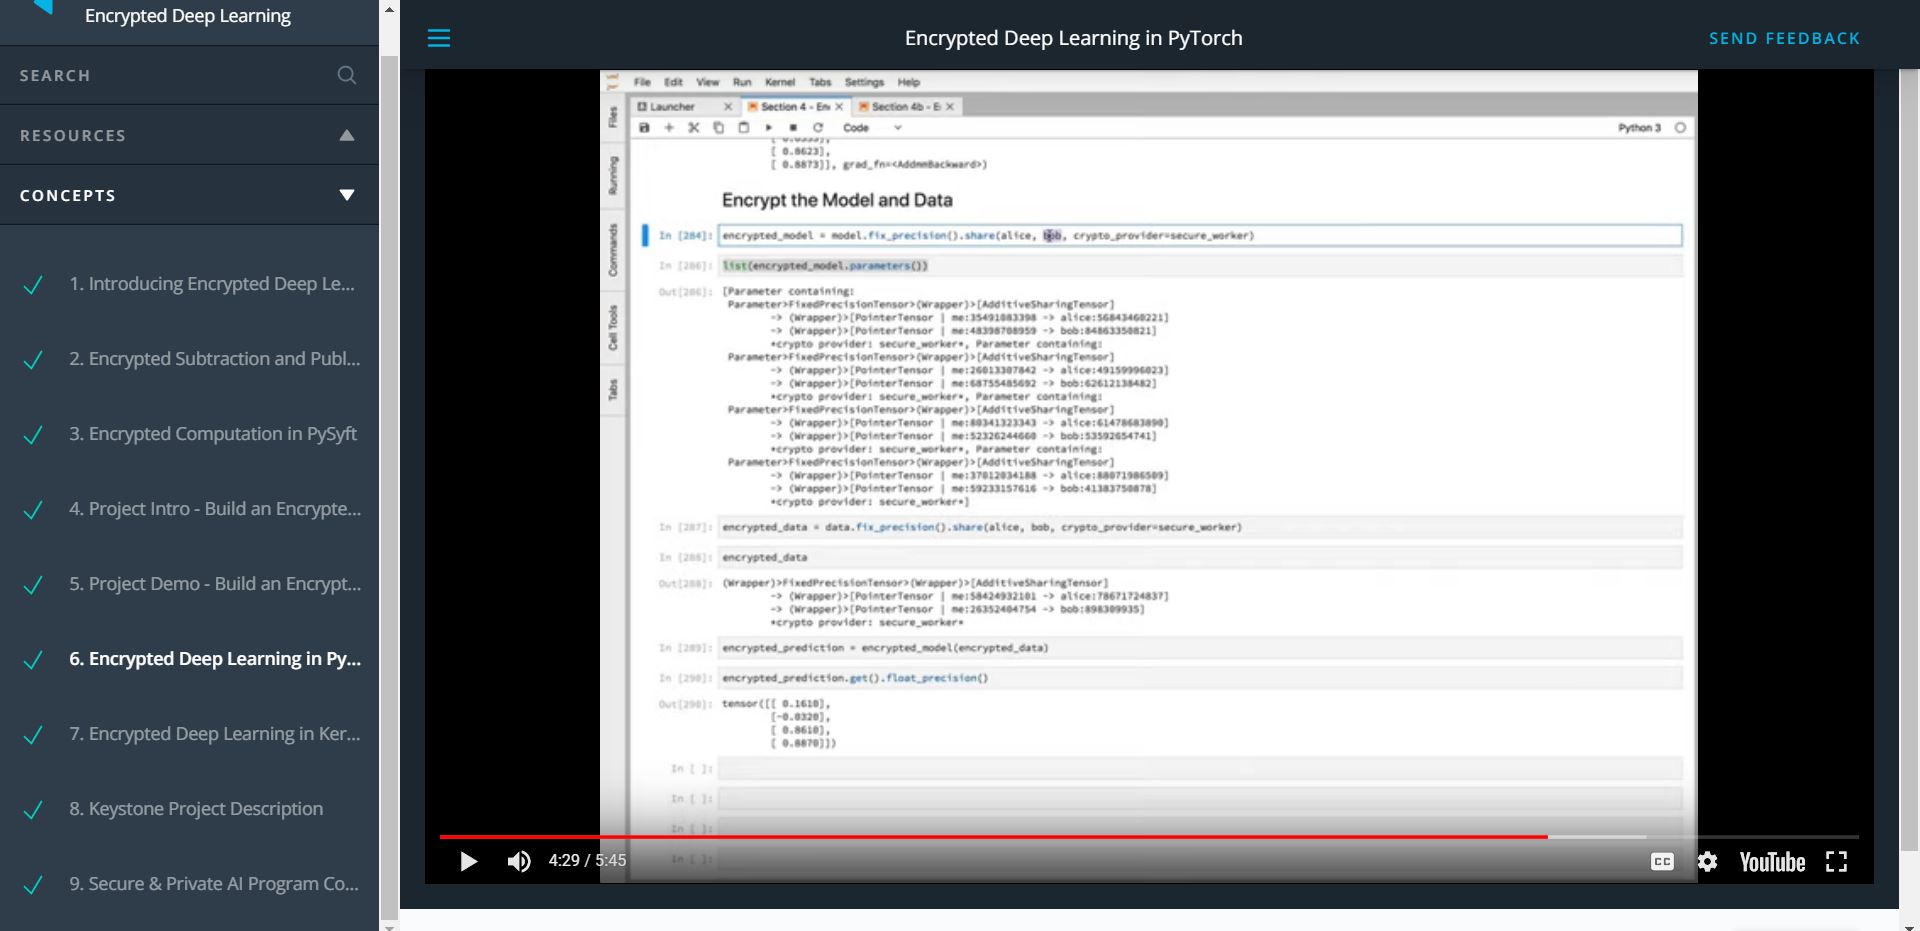 Encrypted Deep Learning
SEARCH
RESOURCES
CONCEPTS
1. Introducing Encrypted Deep Le...
2. Encrypted Subtraction and Publ...
3. Encrypted Computation in PySyft
4. Project Intro - Build an Encrypte...
5. Project Demo - Build an Encrypt...
6. Encrypted Deep Learning in Py...
7. Encrypted Deep Learning in Ker...
8. Keystone Project Description
9. Secure & Private AI Program Co...
Encrypted Deep Learning in PyTorch
SEND FEEDBACK
File Edit View Run Kernel Tabs Settings Help
Launcher Section 4 - En Section 4b - E
Code Python 3
Files
Running
Commands
Cell Tools
Tabs
[ 0.8623],
[ 0.8873]], grad_fn=<AddmmBackward>)
Encrypt the Model and Data
In [284]: encrypted_model = model.fix_precision().share(alice, bob, crypto_provider=secure_worker)
In [286]: list(encrypted_model.parameters())
Out[286]: [Parameter containing:
Parameter>FixedPrecisionTensor>(Wrapper)>[AdditiveSharingTensor]
-> (Wrapper)>[PointerTensor | me:35491083398 -> alice:56843460221]
-> (Wrapper)>[PointerTensor | me:48398708959 -> bob:84863350821]
*crypto provider: secure_worker*, Parameter containing:
Parameter>FixedPrecisionTensor>(Wrapper)>[AdditiveSharingTensor]
-> (Wrapper)>[PointerTensor | me:26013307842 -> alice:49159996023]
-> (Wrapper)>[PointerTensor | me:68755485692 -> bob:62612138482]
*crypto provider: secure_worker*, Parameter containing:
Parameter>FixedPrecisionTensor>(Wrapper)>[AdditiveSharingTensor]
-> (Wrapper)>[PointerTensor | me:80341323343 -> alice:61478683890]
-> (Wrapper)>[PointerTensor | me:52326244660 -> bob:53592654741]
*crypto provider: secure_worker*, Parameter containing:
Parameter>FixedPrecisionTensor>(Wrapper)>[AdditiveSharingTensor]
-> (Wrapper)>[PointerTensor | me:37012034188 -> alice:88071986509]
-> (Wrapper)>[PointerTensor | me:59233157616 -> bob:41383750878]
*crypto provider: secure_worker*]
In [287]: encrypted_data = data.fix_precision().share(alice, bob, crypto_provider=secure_worker)
In [288]: encrypted_data
Out[288]: (Wrapper)>FixedPrecisionTensor>(Wrapper)>[AdditiveSharingTensor]
-> (Wrapper)>[PointerTensor | me:58424932101 -> alice:78671724837]
-> (Wrapper)>[PointerTensor | me:26352404754 -> bob:898309935]
*crypto provider: secure_worker*
In [289]: encrypted_prediction = encrypted_model(encrypted_data)
In [290]: encrypted_prediction.get().float_precision()
Out[290]: tensor([[ 0.1610],
[-0.0320],
[ 0.8610],
[ 0.8870]])
In [ ]:
In [ ]:
In [ ]:
In [ ]:
4:29 / 5:45
CC
YouTube